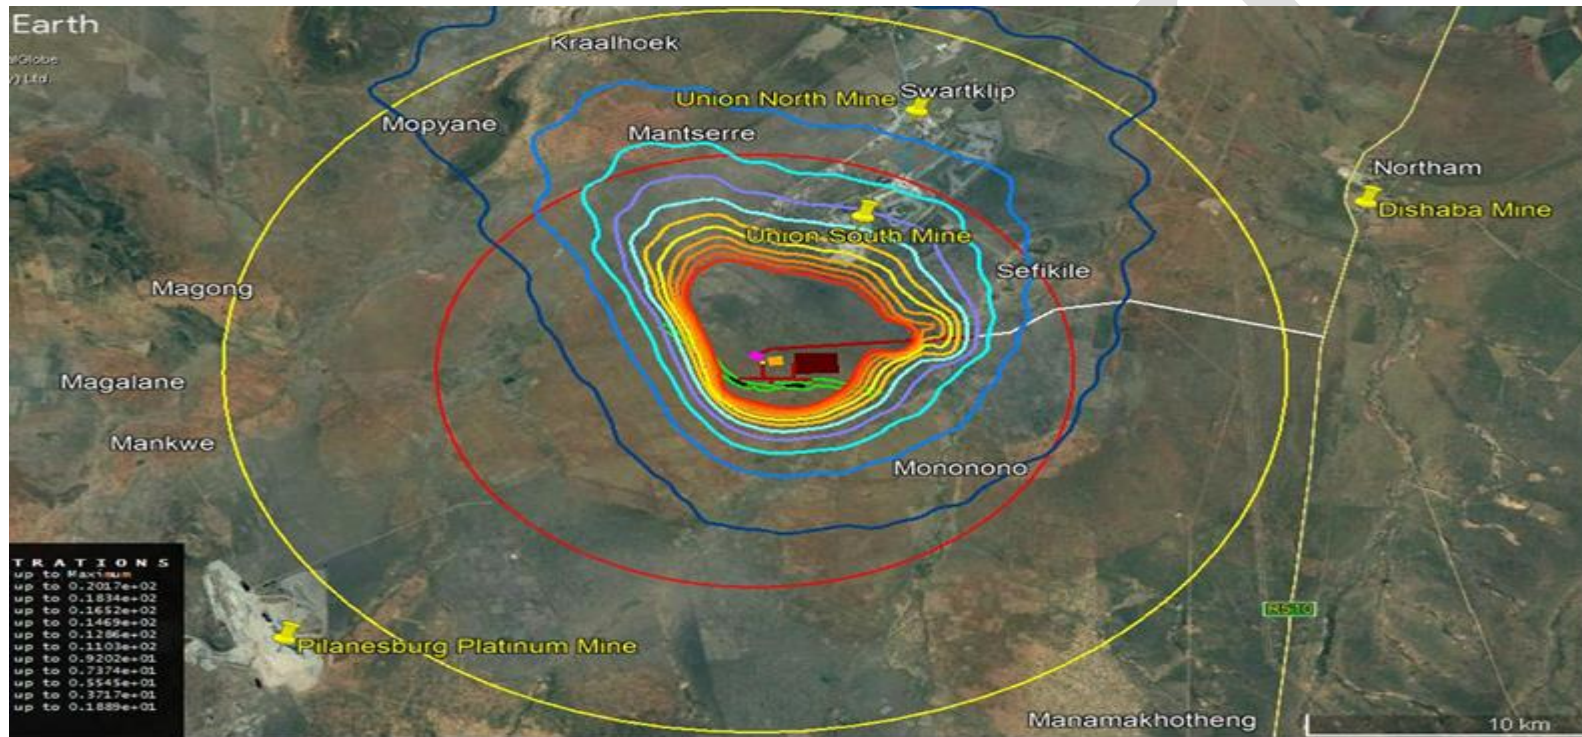 Earth
Kraalhoek
Union North Mine
Swartklip
Mopyane
Mantserre
Northam
Dishaba Mine
Union South Mine
Sefikile
Magong
Magalane
Mankwe
Mononono
TRATIONS
up to Maximum
up to 0.2017e+02
up to 0.1834e+02
up to 0.1652e+02
up to 0.1469e+02
up to 0.1286e+02
up to 0.1103e+02
up to 0.9202e+01
up to 0.7374e+01
up to 0.5545e+01
up to 0.3717e+01
up to 0.1889e+01
R510
Pilanesburg Platinum Mine
Manamakhotheng
10 km